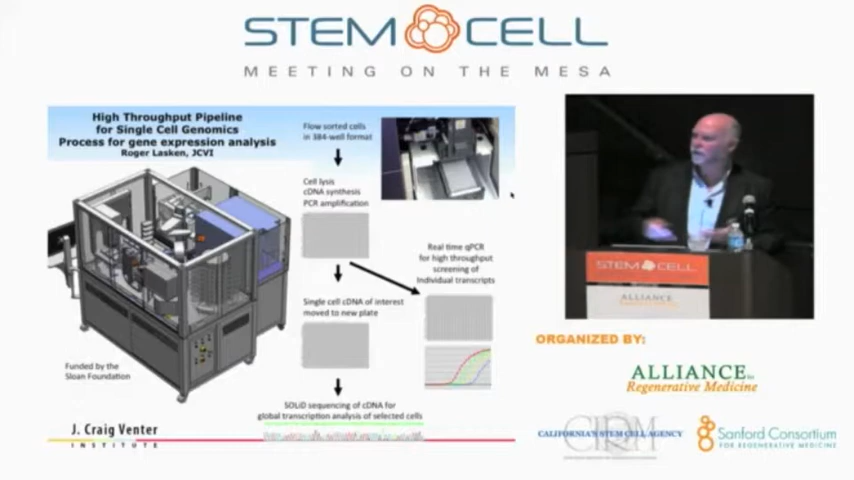 STEM CELL
MEETING ON THE MESA
High Throughput Pipeline
for Single Cell Genomics
Process for gene expression analysis
Roger Lasken, JCVI
Flow sorted cells
in 384-well format
Cell lysis
cDNA synthesis
PCR amplification
Real time qPCR
for high throughput
screening of
Individual transcripts
Single cell cDNA of interest
moved to new plate
Funded by the
Sloan Foundation
SOLiD sequencing of cDNA for
global transcription analysis of selected cells
J. Craig Venter
INSTITUTE
STEM CELL
ALLIANCE
ORGANIZED BY:
ALLIANCE for
Regenerative Medicine
CALIFORNIA'S STEM CELL AGENCY
CIRM
Sanford Consortium
FOR REGENERATIVE MEDICINE